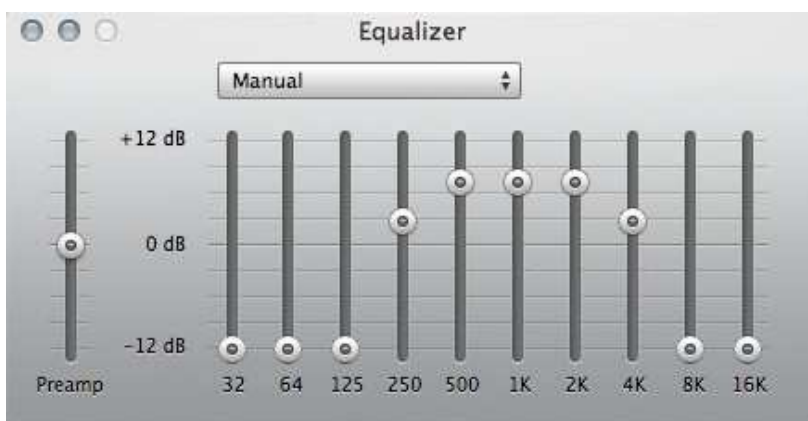 Equalizer
Manual
+12 dB
0 dB
-12 dB
Preamp 32 64 125 250 500 1K 2K 4K 8K 16K